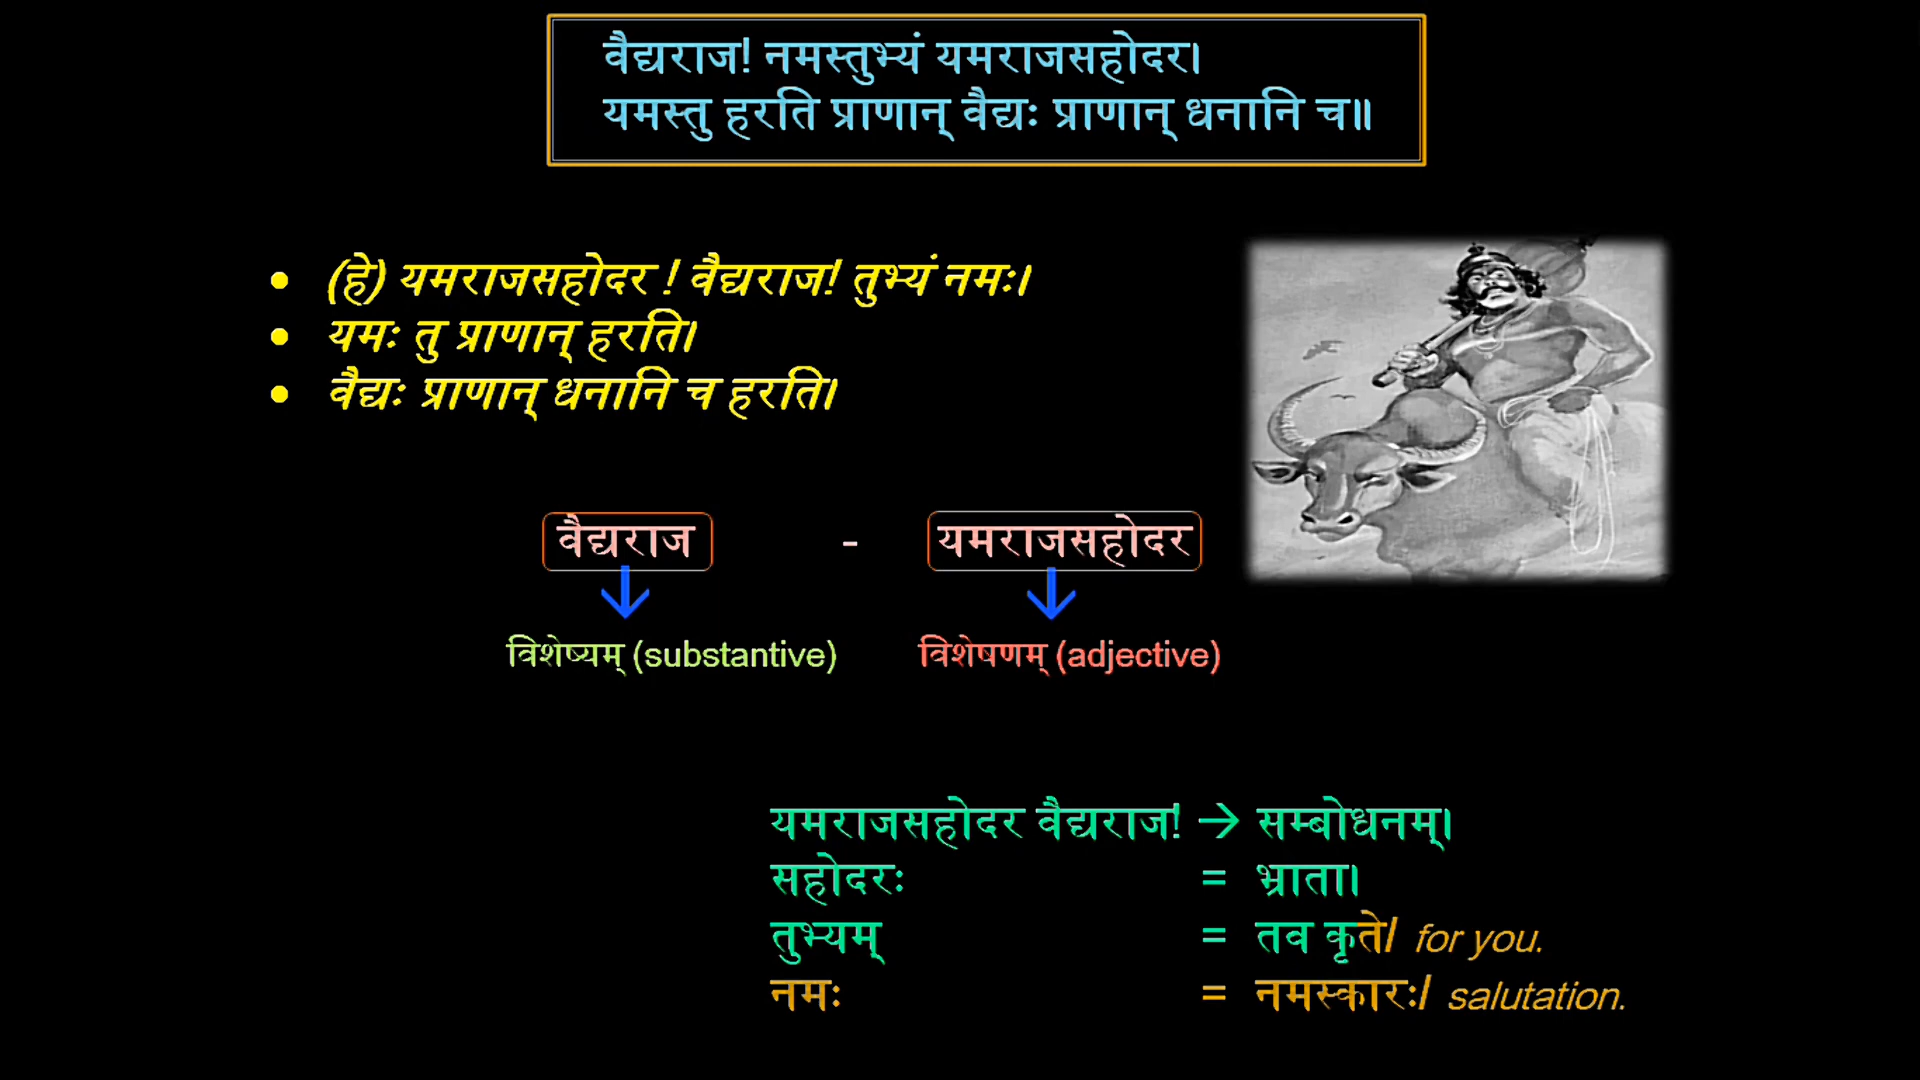 वैद्यराज! नमस्तुभ्यं यमराजसहोदर।
यमस्तु हरति प्राणान् वैद्यः प्राणान् धनानि च॥
• (हे) यमराजसहोदर ! वैद्यराज! तुभ्यं नमः।
• यमः तु प्राणान् हरति।
• वैद्यः प्राणान् धनानि च हरति।
वैद्यराज - यमराजसहोदर
विशेष्यम् (substantive) विशेषणम् (adjective)
यमराजसहोदर वैद्यराज! → सम्बोधनम्।
सहोदरः = भ्राता।
तुभ्यम् = तव कृते। for you.
नमः = नमस्कारः। salutation.